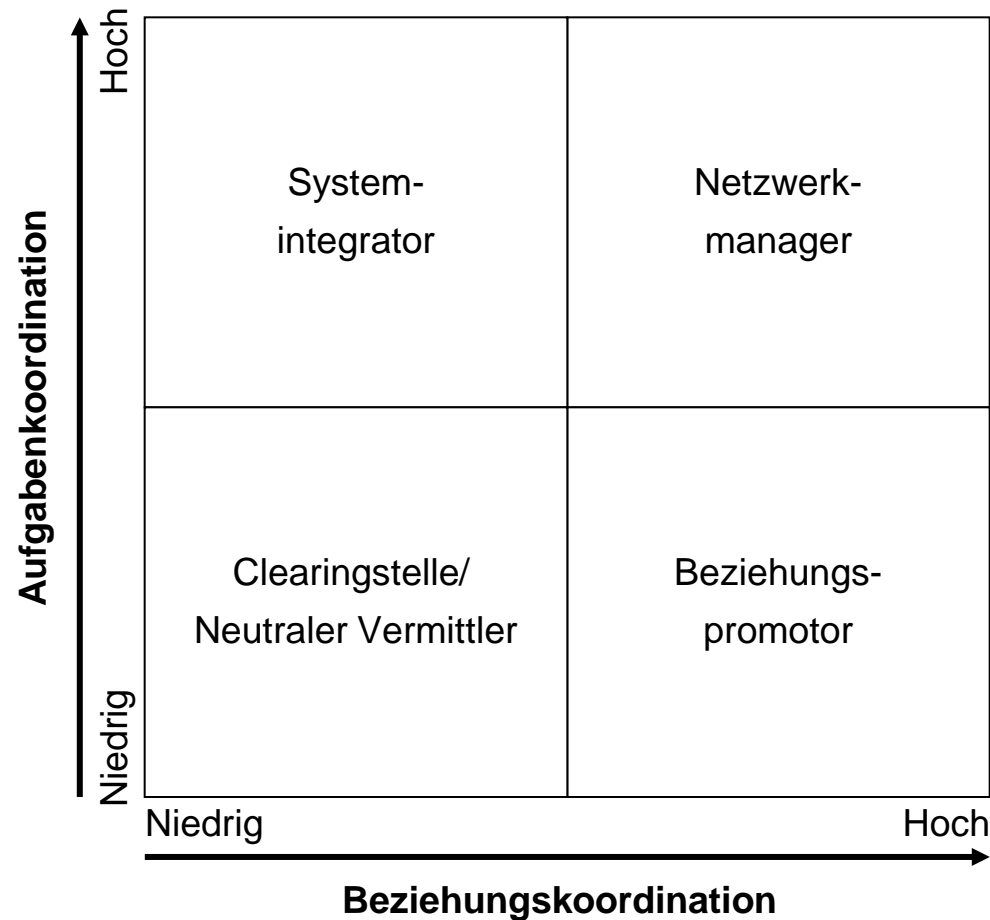 Aufgabenkoordination
Hoch
Niedrig
System-
integrator
Netzwerk-
manager
Clearingstelle/
Neutraler Vermittler
Beziehungs-
promotor
Niedrig
Hoch
Beziehungskoordination